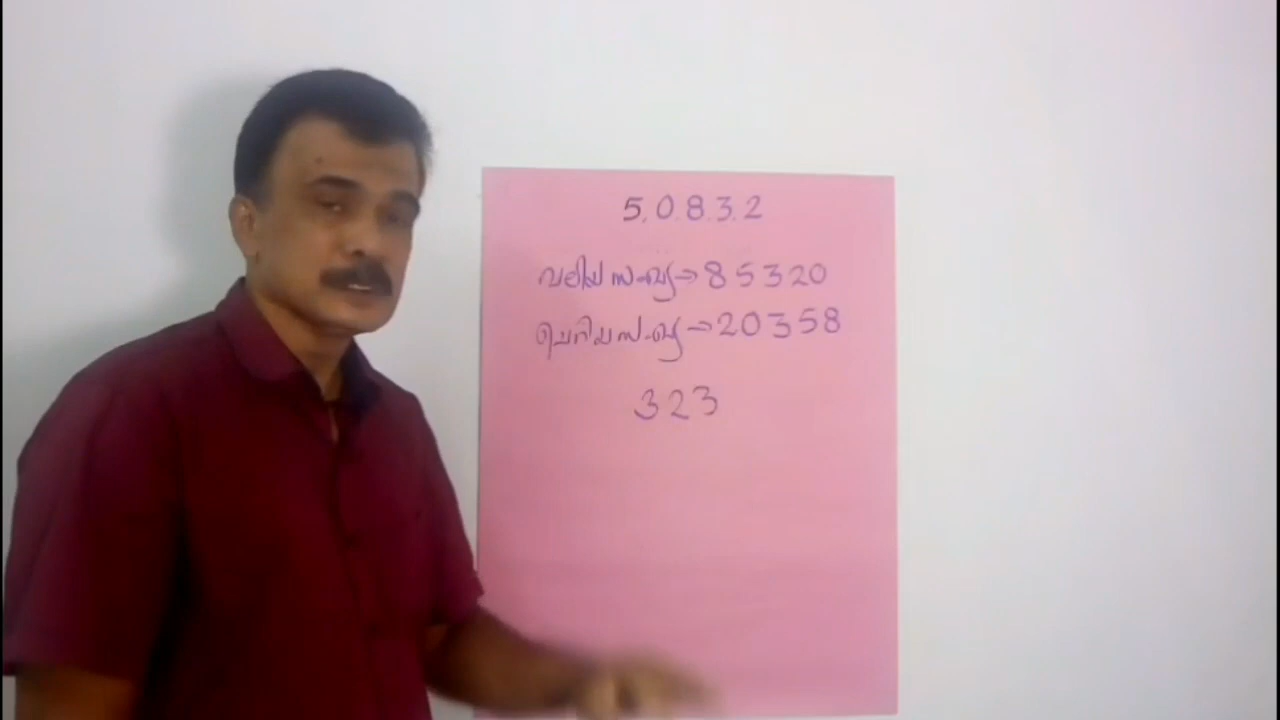 5, 0, 8, 3, 2
വലിയ സംഖ്യ → 85320
ചെറിയ സംഖ്യ → 20358
323